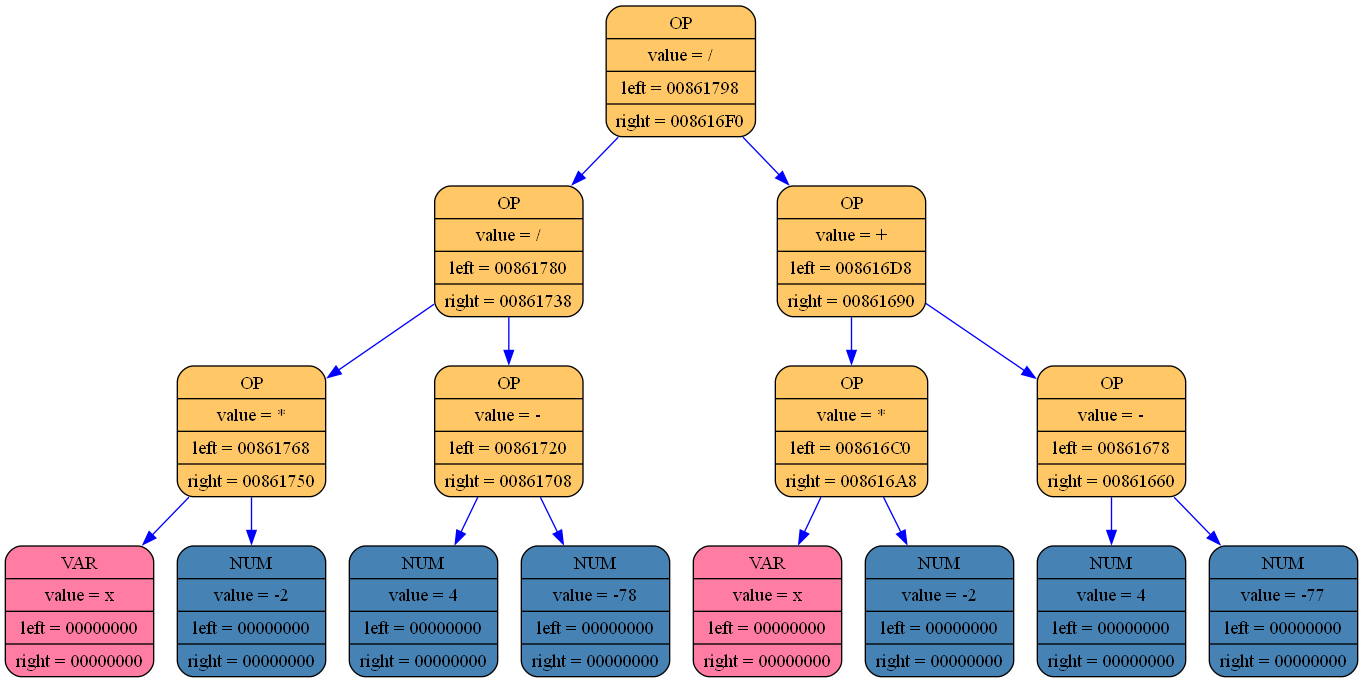 OP
value = /
left = 00861798
right = 008616F0
OP
value = /
left = 00861780
right = 00861738
OP
value = +
left = 008616D8
right = 00861690
OP
value = *
left = 00861768
right = 00861750
OP
value = -
left = 00861720
right = 00861708
OP
value = *
left = 008616C0
right = 008616A8
OP
value = -
left = 00861678
right = 00861660
VAR
value = x
left = 00000000
right = 00000000
NUM
value = -2
left = 00000000
right = 00000000
NUM
value = 4
left = 00000000
right = 00000000
NUM
value = -78
left = 00000000
right = 00000000
VAR
value = x
left = 00000000
right = 00000000
NUM
value = -2
left = 00000000
right = 00000000
NUM
value = 4
left = 00000000
right = 00000000
NUM
value = -77
left = 00000000
right = 00000000